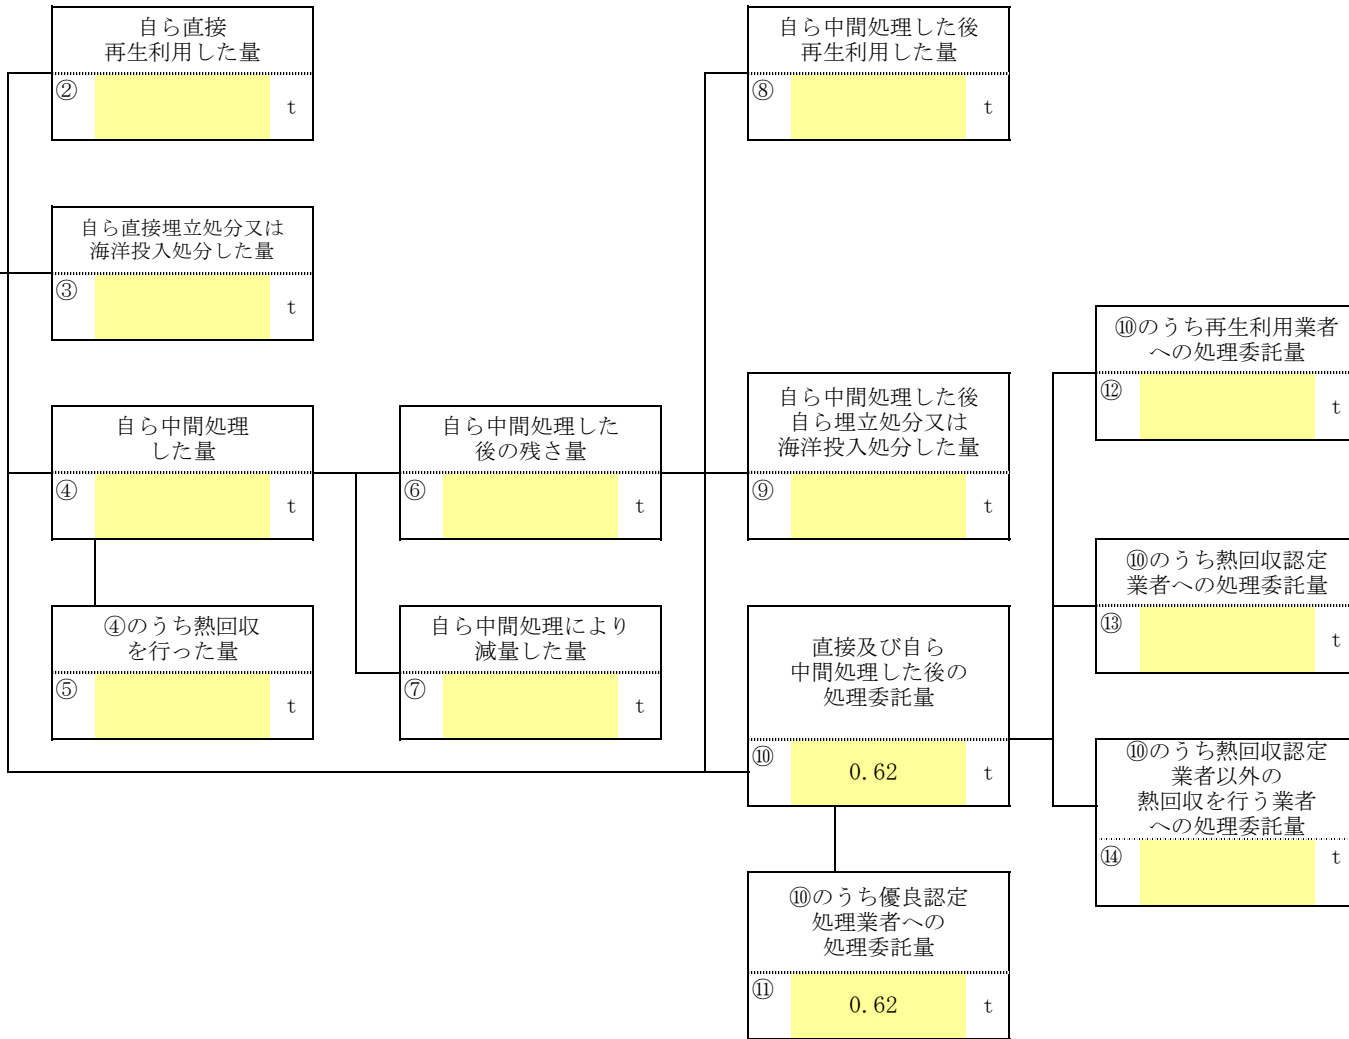 自ら直接
再生利用した量
②
t
自ら直接埋立処分又は
海洋投入処分した量
③
t
自ら中間処理
した量
④
t
④のうち熱回収
を行った量
⑤
t
自ら中間処理した
後の残さ量
⑥
t
自ら中間処理により
減量した量
⑦
t
自ら中間処理した後
再生利用した量
⑧
t
自ら中間処理した後
自ら埋立処分又は
海洋投入処分した量
⑨
t
直接及び自ら
中間処理した後の
処理委託量
⑩ 0.62 t
⑩のうち優良認定
処理業者への
処理委託量
⑪ 0.62 t
⑩のうち再生利用業者
への処理委託量
⑫
t
⑩のうち熱回収認定
業者への処理委託量
⑬
t
⑩のうち熱回収認定
業者以外の
熱回収を行う業者
への処理委託量
⑭
t